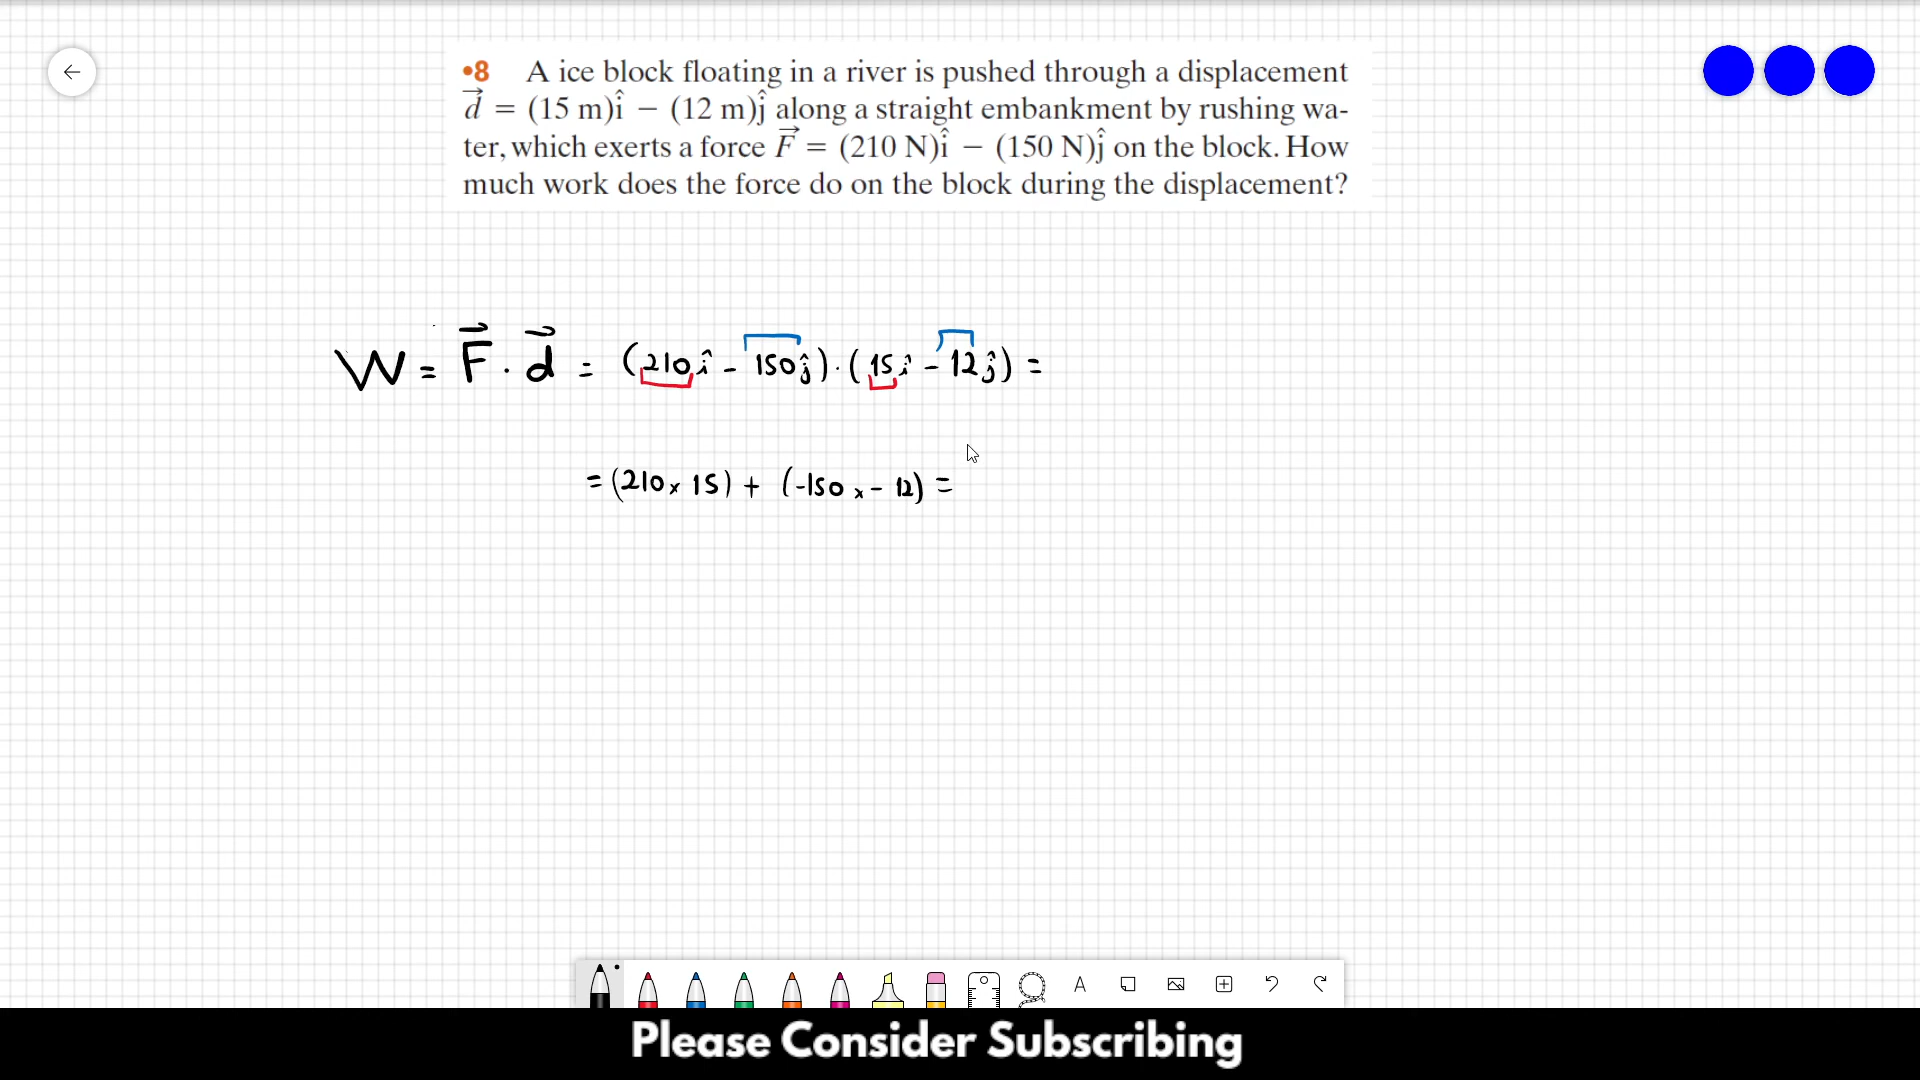 •8 A ice block floating in a river is pushed through a displacement
d⃗ = (15 m)î − (12 m)ĵ along a straight embankment by rushing wa-
ter, which exerts a force F⃗ = (210 N)î − (150 N)ĵ on the block. How
much work does the force do on the block during the displacement?
W = F⃗ · d⃗ = (210î - 150ĵ) · (15î - 12ĵ) =
= (210 x 15) + (-150 x - 12) =
A
Please Consider Subscribing